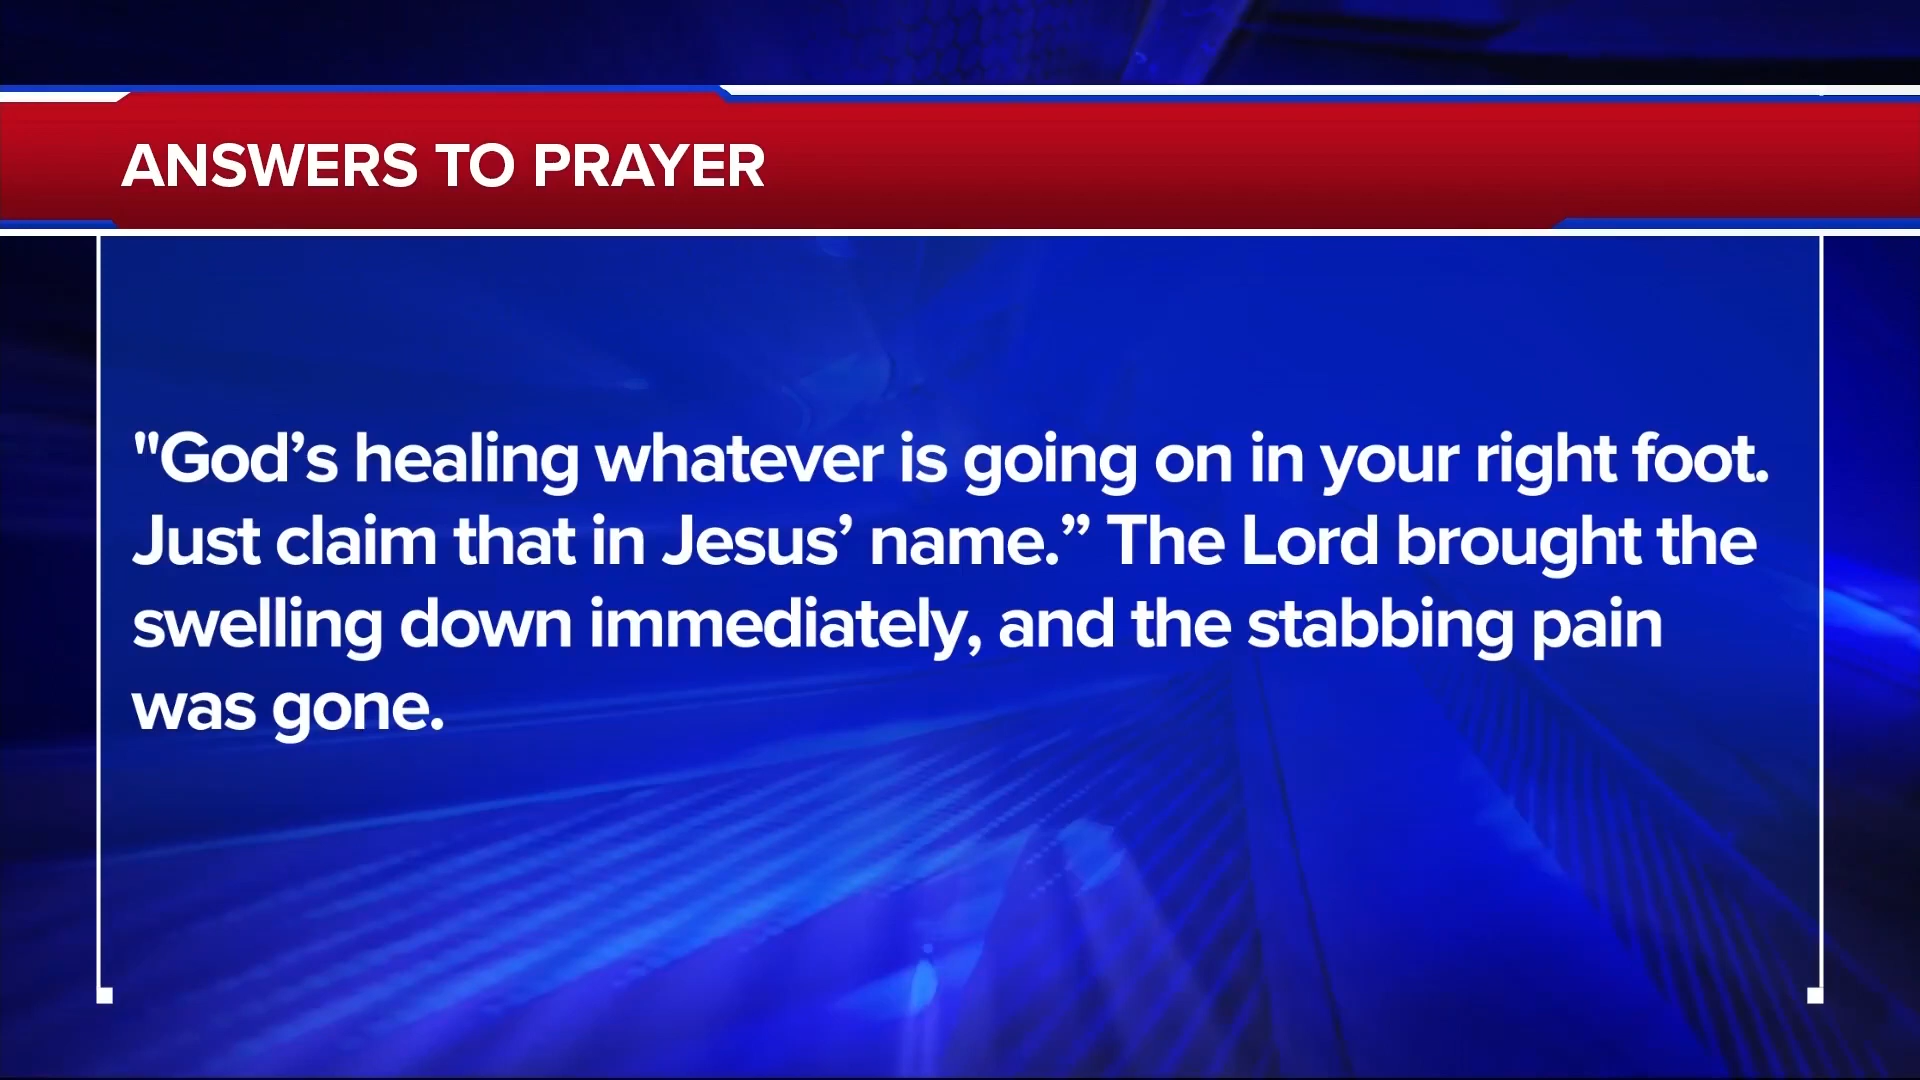 ANSWERS TO PRAYER
"God’s healing whatever is going on in your right foot.
Just claim that in Jesus’ name.” The Lord brought the
swelling down immediately, and the stabbing pain
was gone.